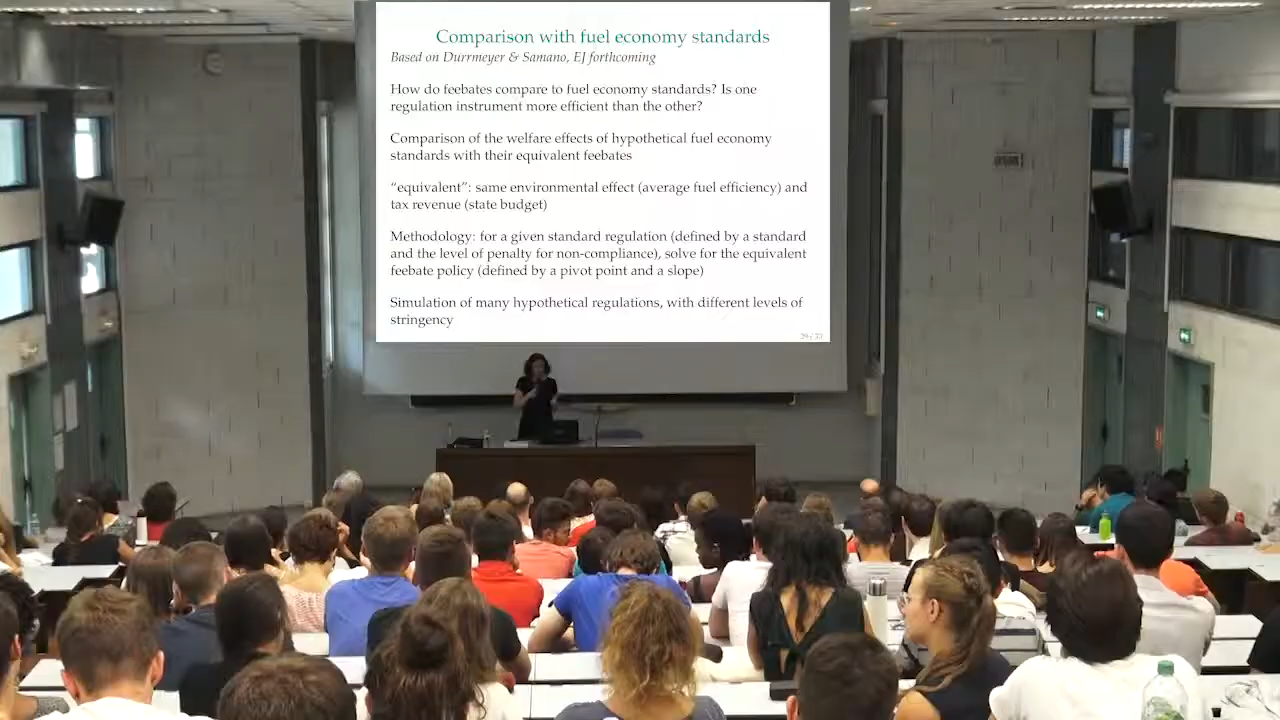 Comparison with fuel economy standards
Based on Durrmeyer & Samano, EJ forthcoming
How do feebates compare to fuel economy standards? Is one
regulation instrument more efficient than the other?
Comparison of the welfare effects of hypothetical fuel economy
standards with their equivalent feebates
“equivalent”: same environmental effect (average fuel efficiency) and
tax revenue (state budget)
Methodology: for a given standard regulation (defined by a standard
and the level of penalty for non-compliance), solve for the equivalent
feebate policy (defined by a pivot point and a slope)
Simulation of many hypothetical regulations, with different levels of
stringency